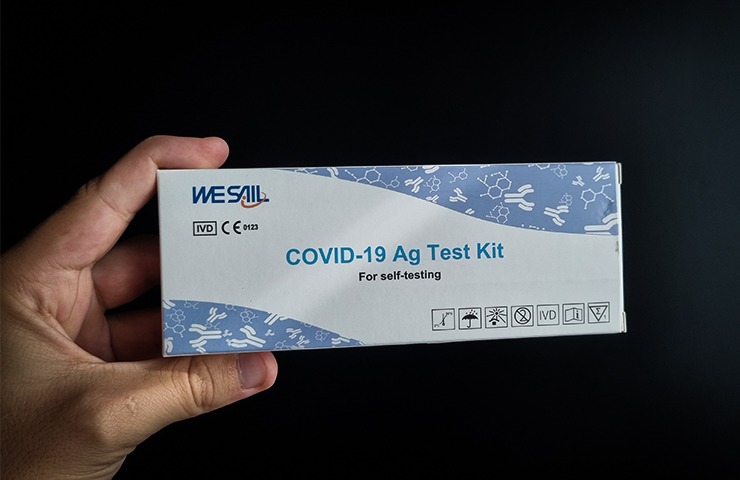 WESAIL
IVD CE 0123
COVID-19 Ag Test Kit
For self-testing
IVD